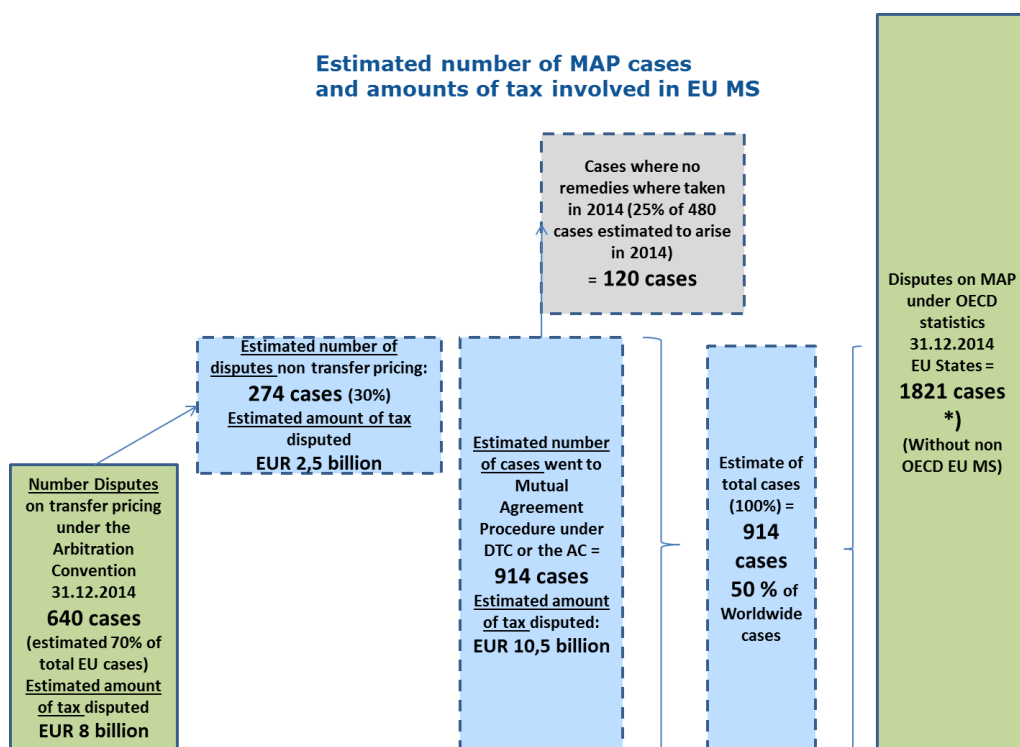 Estimated number of MAP cases
and amounts of tax involved in EU MS
Cases where no
remedies where taken
in 2014 (25% of 480
cases estimated to arise
in 2014)
= 120 cases
Estimated number of
disputes non transfer pricing:
274 cases (30%)
Estimated amount of tax
disputed
EUR 2,5 billion
Number Disputes
on transfer pricing
under the
Arbitration
Convention
31.12.2014
640 cases
(estimated 70% of
total EU cases)
Estimated amount
of tax disputed
EUR 8 billion
Estimated number
of cases went to
Mutual
Agreement
Procedure under
DTC or the AC =
914 cases
Estimated amount
of tax disputed:
EUR 10,5 billion
Estimate of
total cases
(100%) =
914
cases
50 % of
Worldwide
cases
Disputes on MAP
under OECD
statistics
31.12.2014
EU States =
1821 cases
*)
(Without non
OECD EU MS)